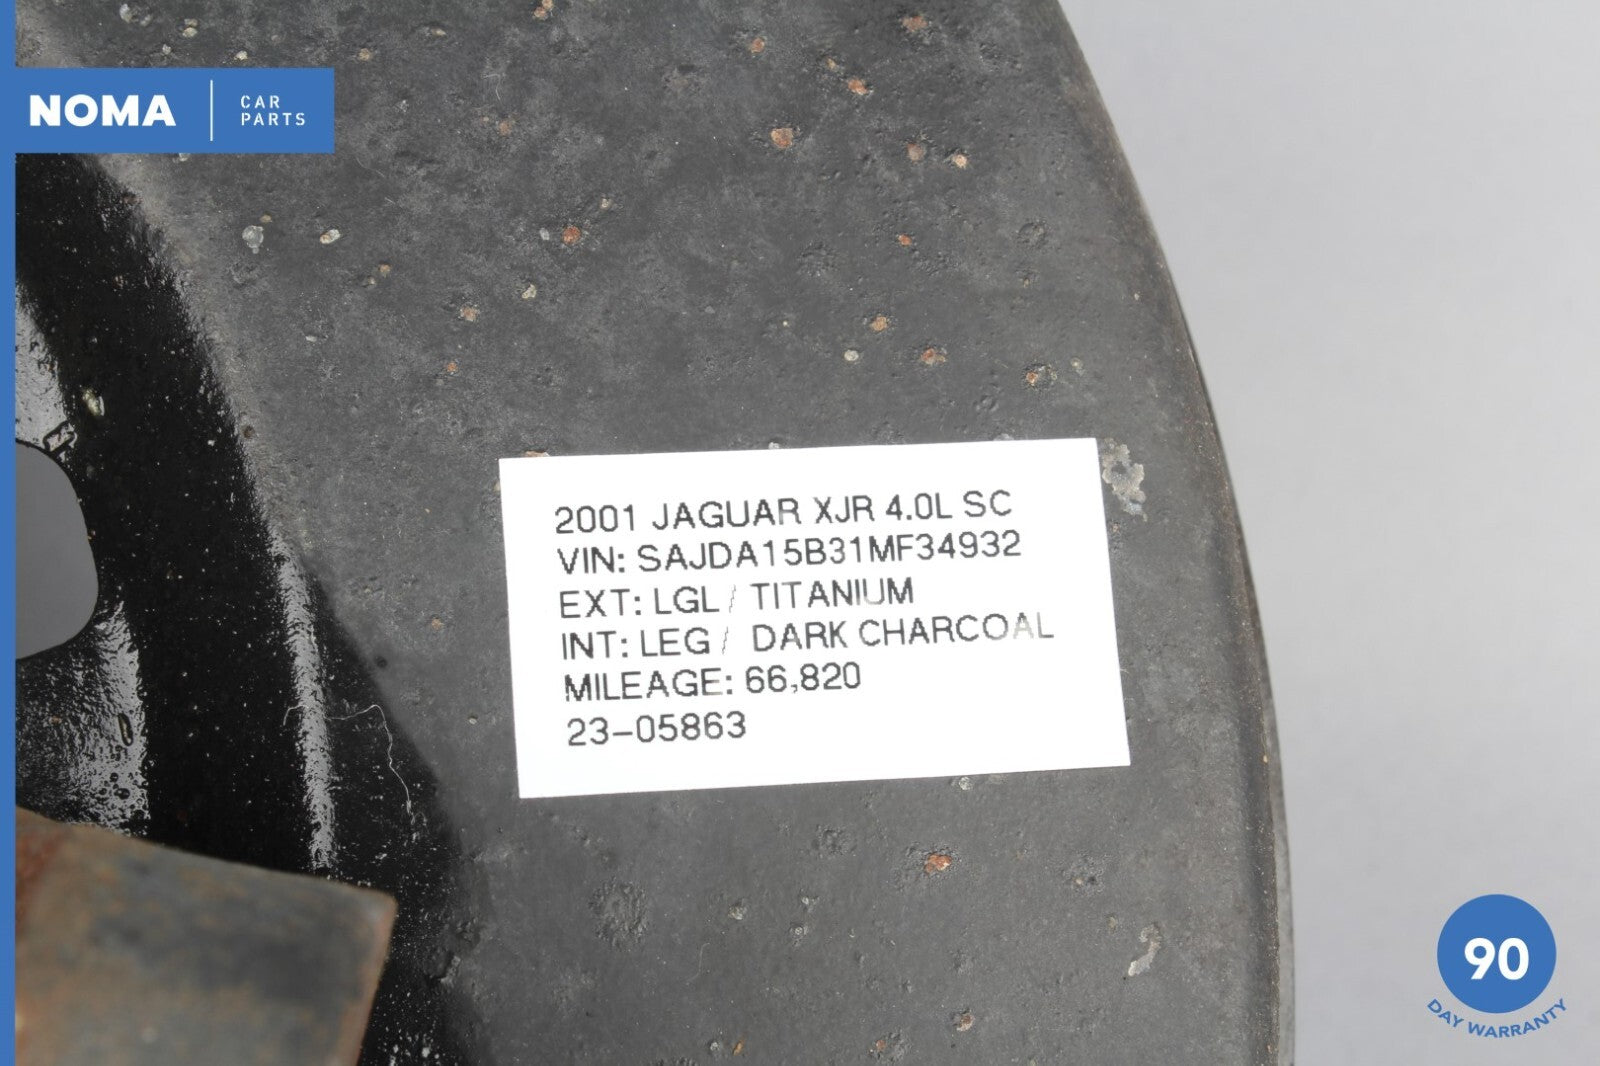 NOMA
CAR
PARTS
2001 JAGUAR XJR 4.0L SC
VIN: SAJDA15B31MF34932
EXT: LGL / TITANIUM
INT: LEG / DARK CHARCOAL
MILEAGE: 66,820
23-05863
90
DAY WARRANTY